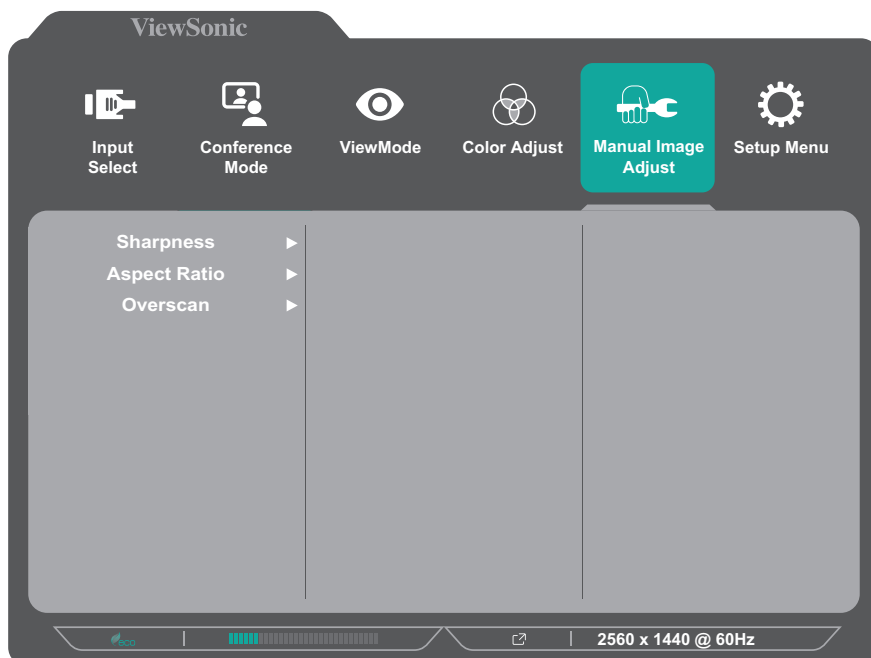 ViewSonic
Input
Select
Conference
Mode
ViewMode
Color Adjust
Manual Image
Adjust
Setup Menu
Sharpness
Aspect Ratio
Overscan
eco
2560 x 1440 @ 60Hz